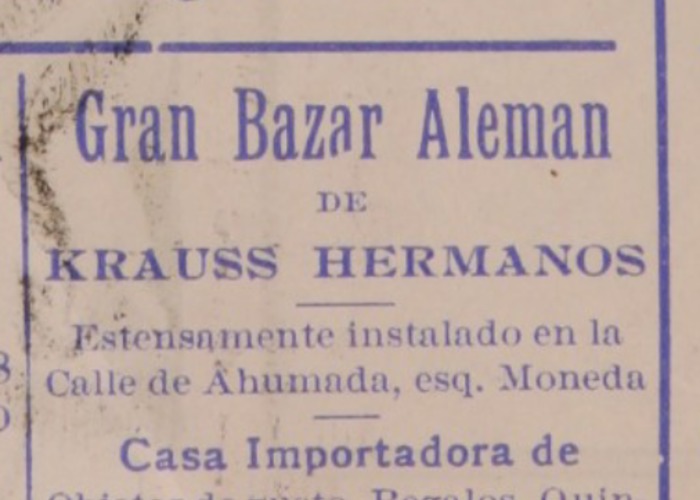 Gran Bazar Aleman
DE
KRAUSS HERMANOS
Estensamente instalado en la
Calle de Ahumada, esq. Moneda
Casa Importadora de